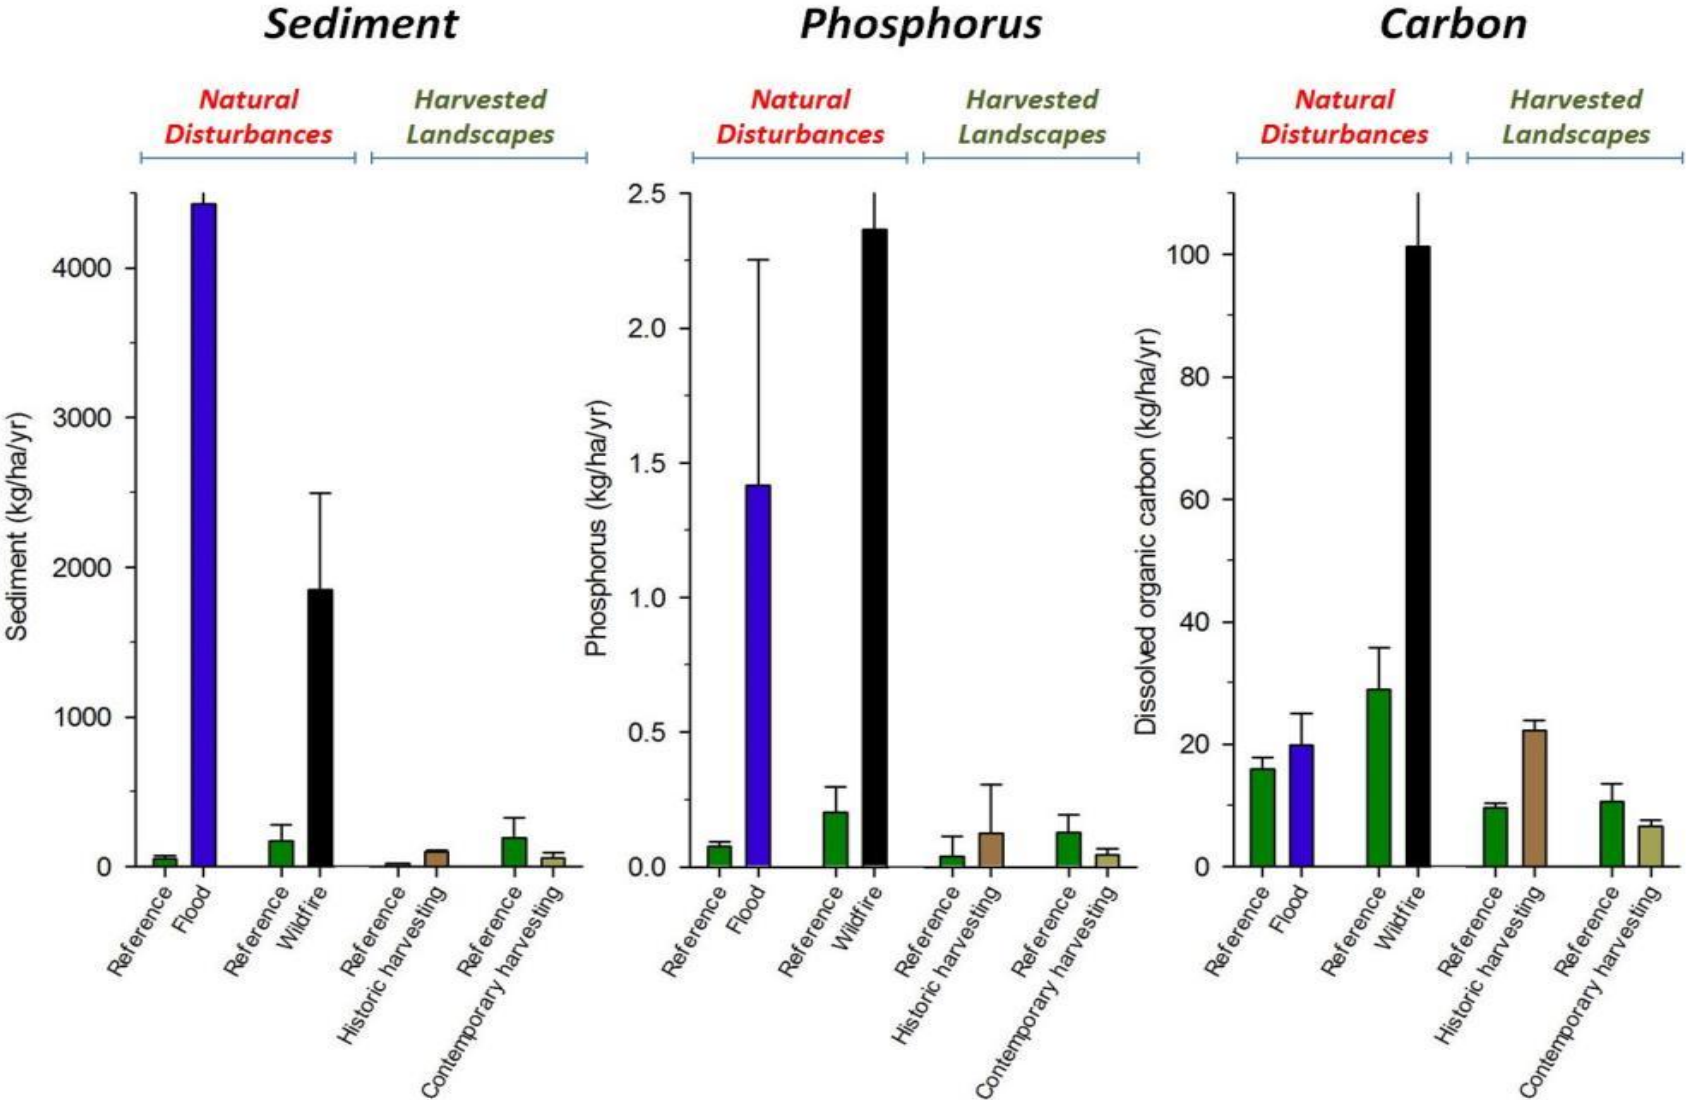 Sediment
Natural
Disturbances
Harvested
Landscapes
Sediment (kg/ha/yr)
4000
3000
2000
1000
0
Reference
Flood
Reference
Wildfire
Reference
Historic harvesting
Reference
Contemporary harvesting
Phosphorus
Natural
Disturbances
Harvested
Landscapes
Phosphorus (kg/ha/yr)
2.5
2.0
1.5
1.0
0.5
0.0
Reference
Flood
Reference
Wildfire
Reference
Historic harvesting
Reference
Contemporary harvesting
Carbon
Natural
Disturbances
Harvested
Landscapes
Dissolved organic carbon (kg/ha/yr)
100
80
60
40
20
0
Reference
Flood
Reference
Wildfire
Reference
Historic harvesting
Reference
Contemporary harvesting